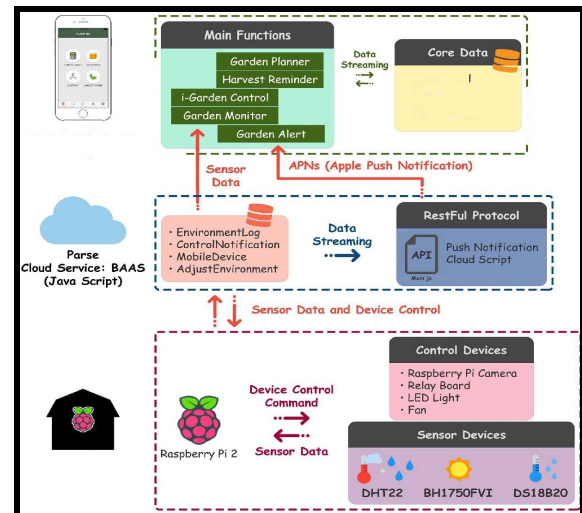 Main Functions
Garden Planner
Harvest Reminder
i-Garden Control
Garden Monitor
Garden Alert
Data
Streaming
Core Data
Sensor
Data
APNs (Apple Push Notification)
Parse
Cloud Service: BAAS
(Java Script)
• EnvironmentLog
• ControlNotification
• MobileDevice
• AdjustEnvironment
Data
Streaming
RestFul Protocol
API
Main.js
Push Notification
Cloud Script
Sensor Data and Device Control
Raspberry Pi 2
Device Control
Command
Sensor Data
Control Devices
• Raspberry Pi Camera
• Relay Board
• LED Light
• Fan
Sensor Devices
DHT22
BH1750FVI
DS18B20